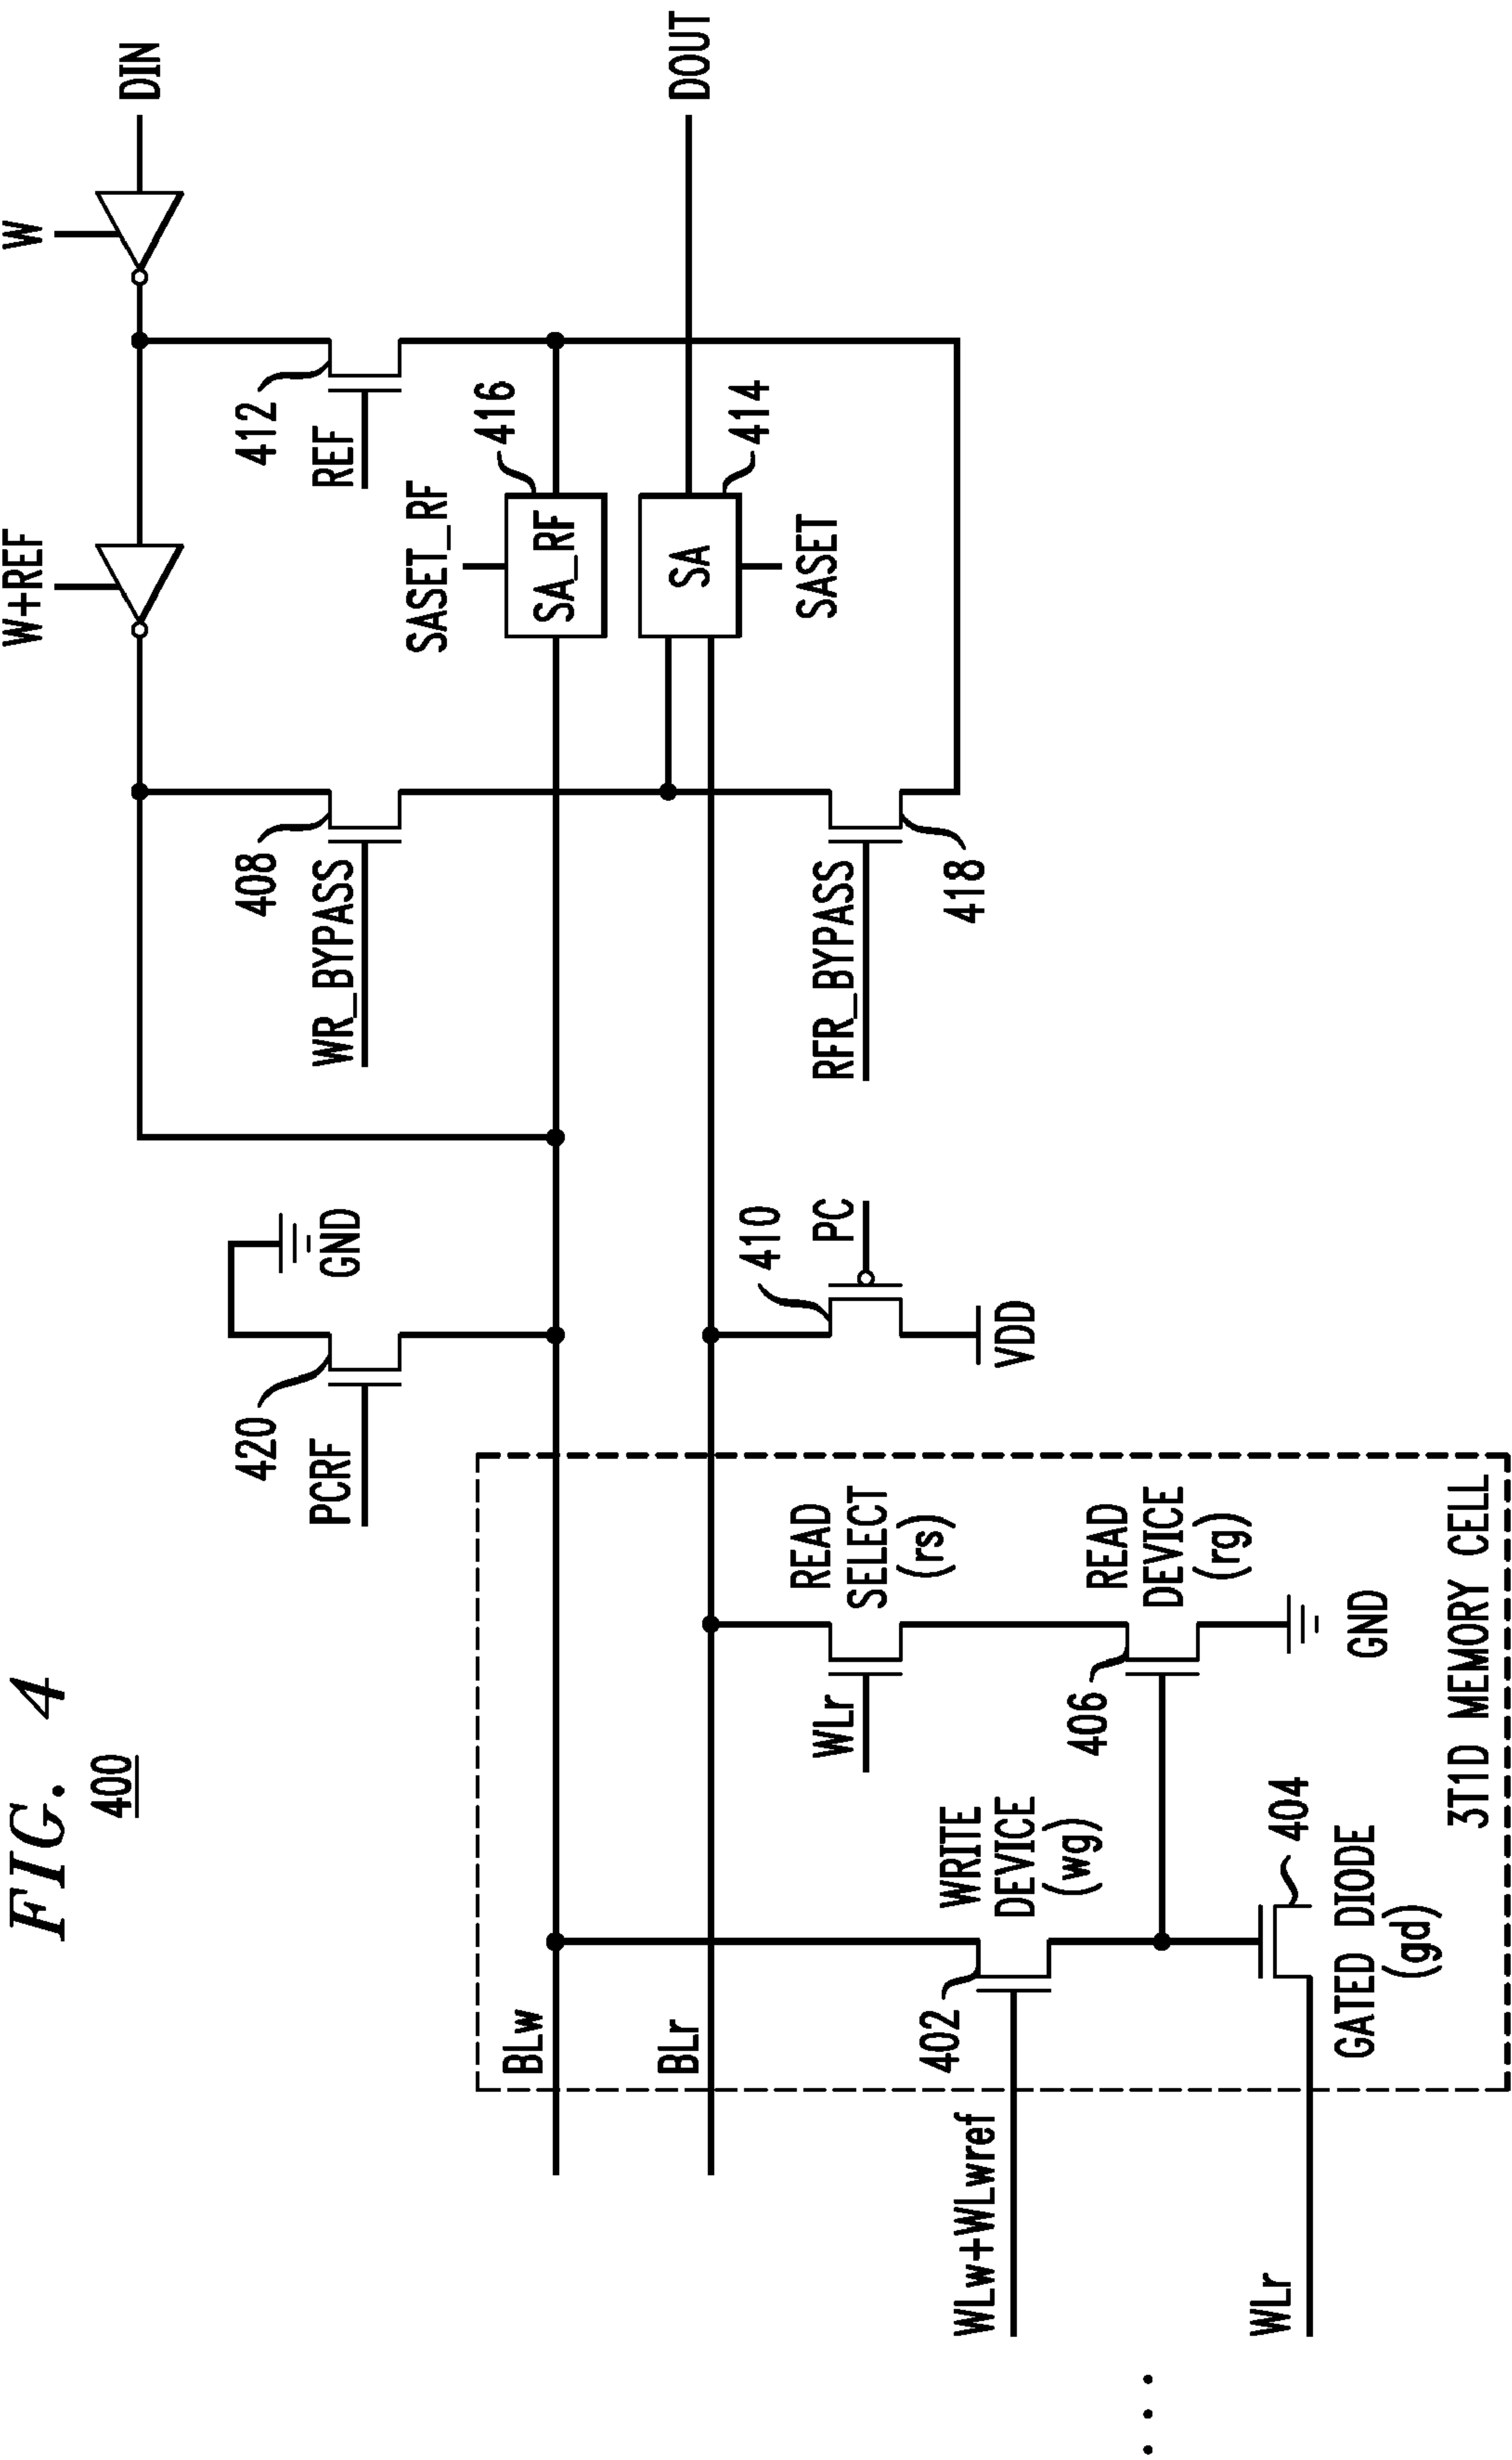 FIG. 4
400
W
DIN
W+REF
412
REF
408
WR_BYPASS
SASET_RF
416
SA_RF
414
SA
SASET
DOUT
RFR_BYPASS
418
420
PCRF
GND
410
PC
VDD
BLw
BLr
READ
SELECT
(rs)
WLr
READ
DEVICE
(rg)
406
GND
WRITE
DEVICE
(wg)
402
WLw+WLwref
404
GATED DIODE
(gd)
WLr
3T1D MEMORY CELL
. . .